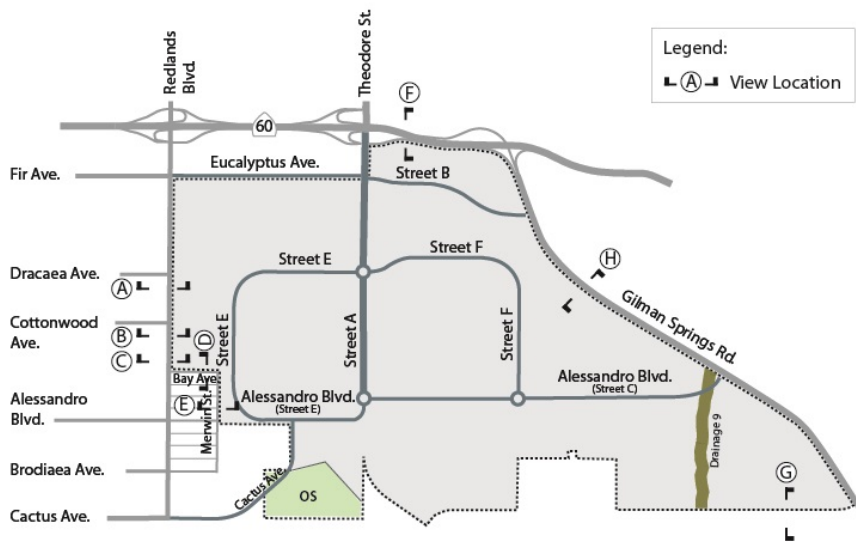 Redlands
Blvd.
Theodore St.
Legend:
A View Location
F
60
Fir Ave.
Eucalyptus Ave.
Street B
Dracaea Ave.
Street E
Street F
H
A
Gilman Springs Rd.
Cottonwood
Ave.
B
D
Street E
Street A
Street F
C
Bay Ave
Alessandro Blvd.
(Street E)
Alessandro Blvd.
(Street C)
Alessandro
Blvd.
E
Merwin St.
Drainage 9
Brodiaea Ave.
Cactus Ave.
OS
G
Cactus Ave.